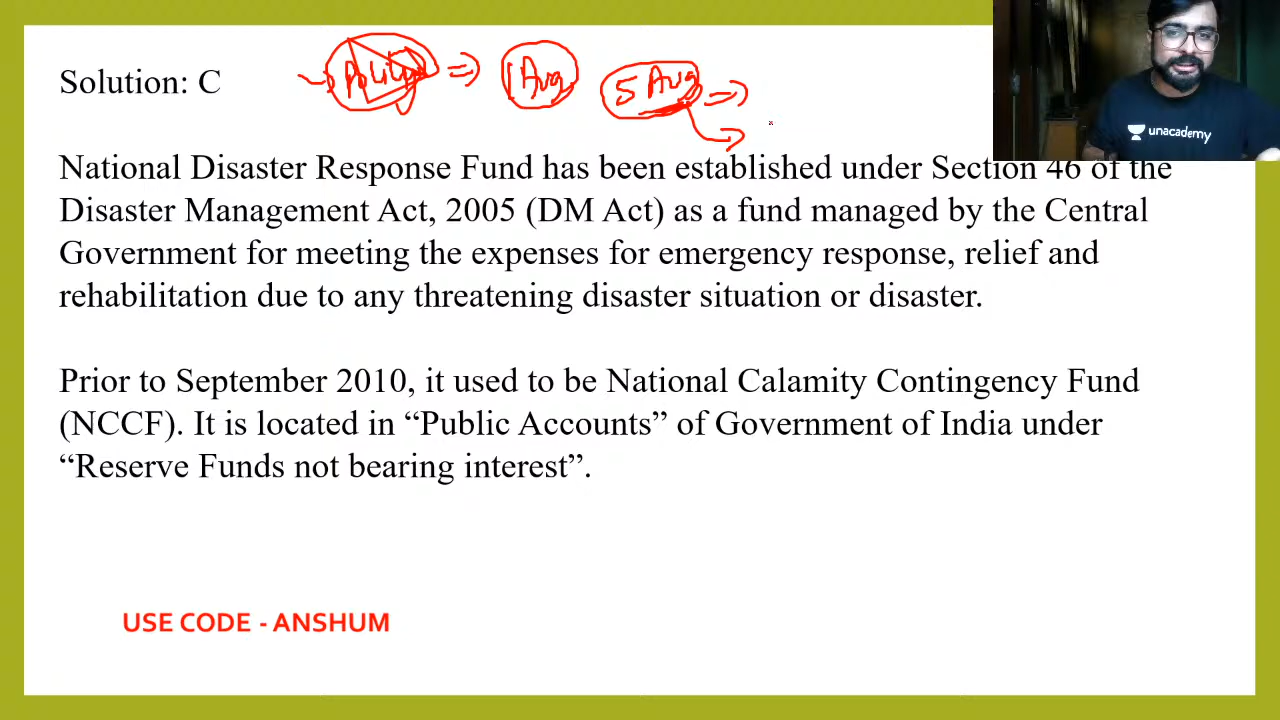 Solution: C
Polity ⇒ 1 Aug 5 Aug ⇒
unacademy
National Disaster Response Fund has been established under Section 46 of the
Disaster Management Act, 2005 (DM Act) as a fund managed by the Central
Government for meeting the expenses for emergency response, relief and
rehabilitation due to any threatening disaster situation or disaster.
Prior to September 2010, it used to be National Calamity Contingency Fund
(NCCF). It is located in “Public Accounts” of Government of India under
“Reserve Funds not bearing interest”.
USE CODE - ANSHUM